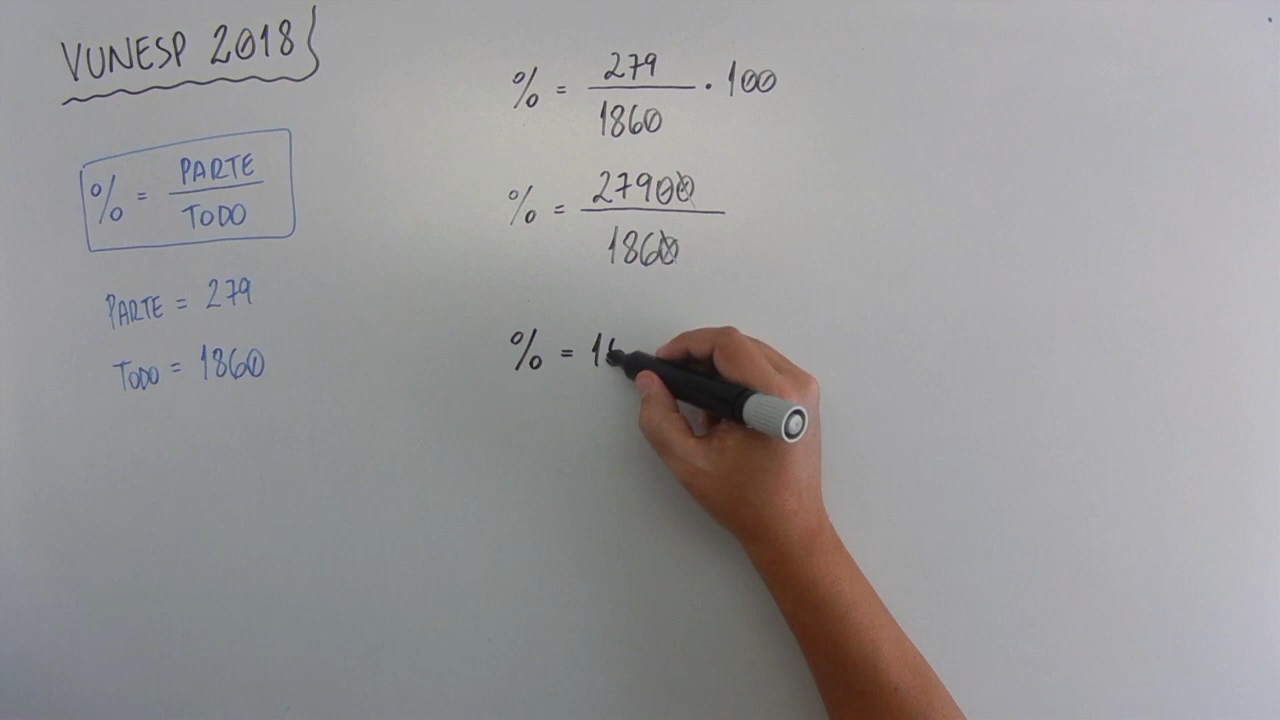 VUNESP 2018
% = PARTE
TODO
PARTE = 279
TODO = 1860
% = 279 . 100
1860
% = 27900
1860
% = 1